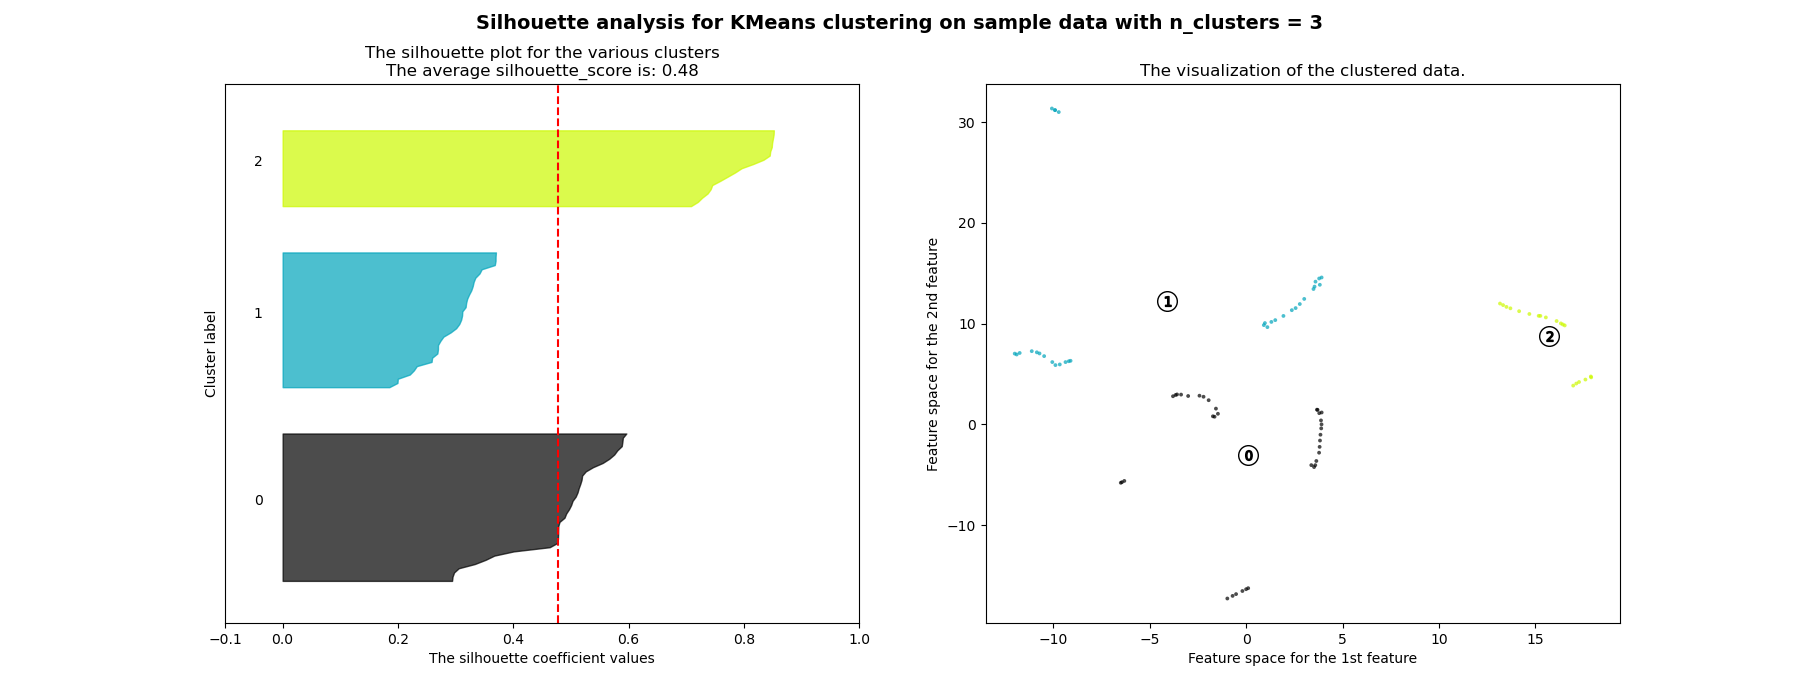 Silhouette analysis for KMeans clustering on sample data with n_clusters = 3
The silhouette plot for the various clusters
The average silhouette_score is: 0.48
2
1
0
Cluster label
−0.1 0.0 0.2 0.4 0.6 0.8 1.0
The silhouette coefficient values
The visualization of the clustered data.
30
20
10
0
−10
Feature space for the 2nd feature
1
2
0
−10 −5 0 5 10 15
Feature space for the 1st feature